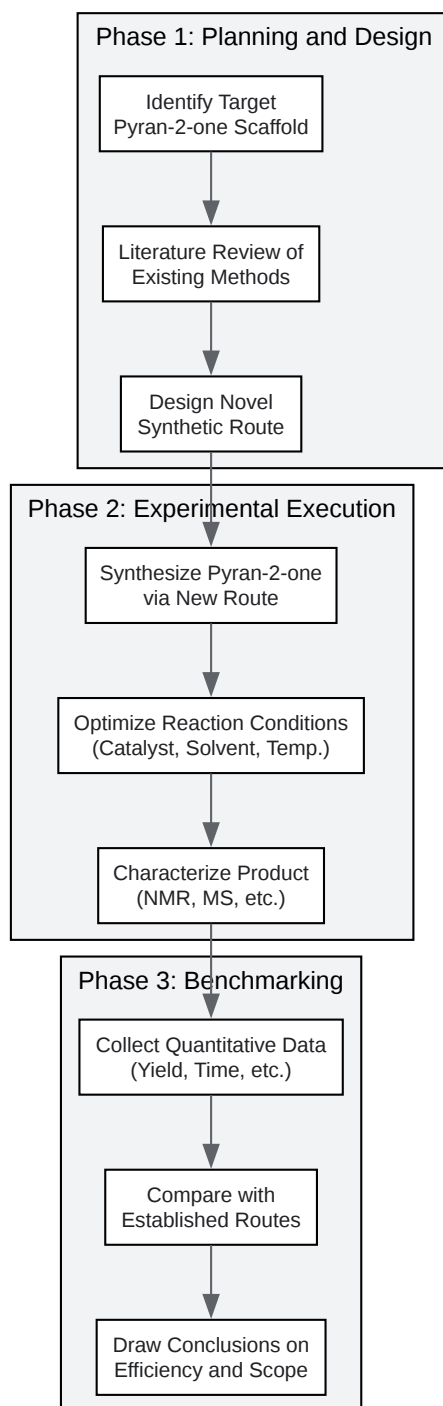 Phase 1: Planning and Design
Identify Target
Pyran-2-one Scaffold
Literature Review of
Existing Methods
Design Novel
Synthetic Route
Phase 2: Experimental Execution
Synthesize Pyran-2-one
via New Route
Optimize Reaction Conditions
(Catalyst, Solvent, Temp.)
Characterize Product
(NMR, MS, etc.)
Phase 3: Benchmarking
Collect Quantitative Data
(Yield, Time, etc.)
Compare with
Established Routes
Draw Conclusions on
Efficiency and Scope